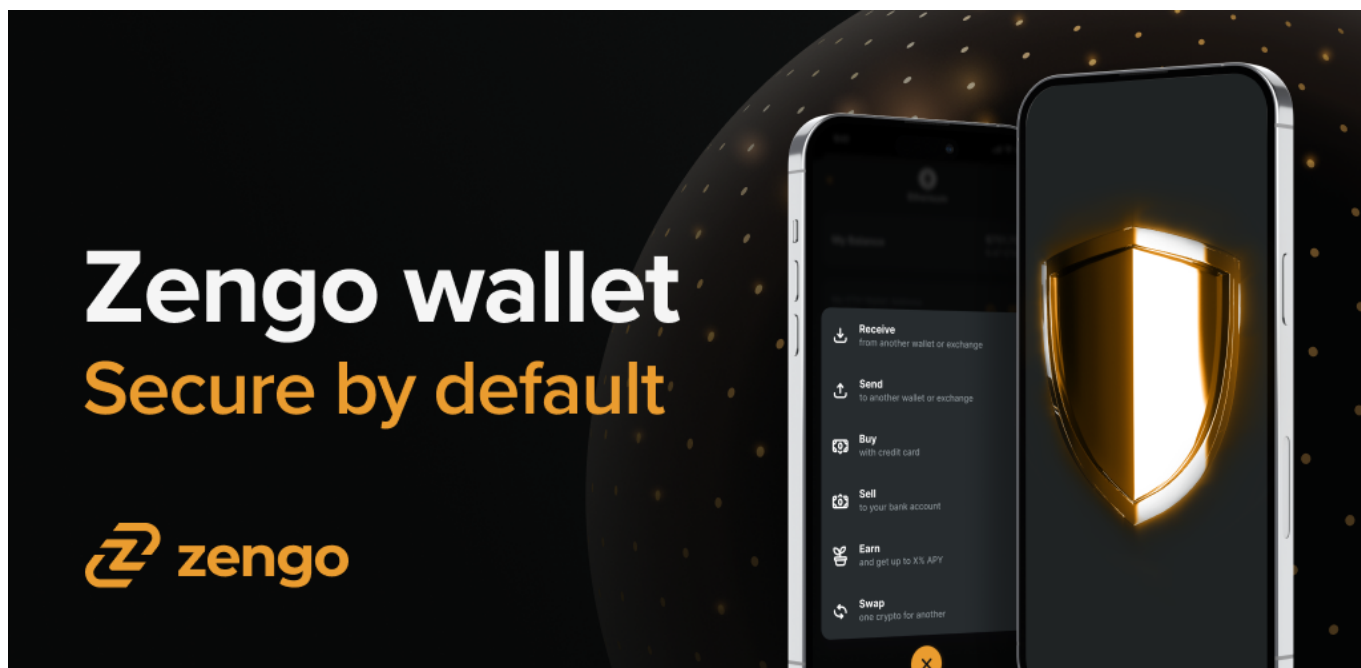 Zengo wallet
Secure by default
zengo
My Balance
Receive
from another wallet or exchange
Send
to another wallet or exchange
Buy
with credit card
Sell
to your bank account
Earn
and get up to X% APY
Swap
one crypto for another